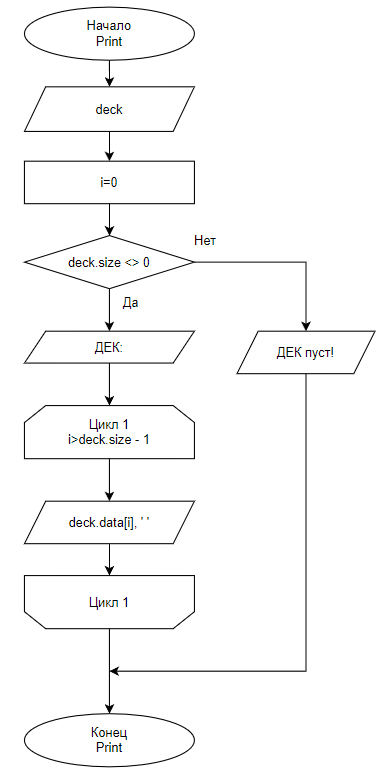 Начало
Print
deck
i=0
deck.size <> 0
Нет
Да
ДЕК:
ДЕК пуст!
Цикл 1
i>deck.size - 1
deck.data[i], ' '
Цикл 1
Конец
Print